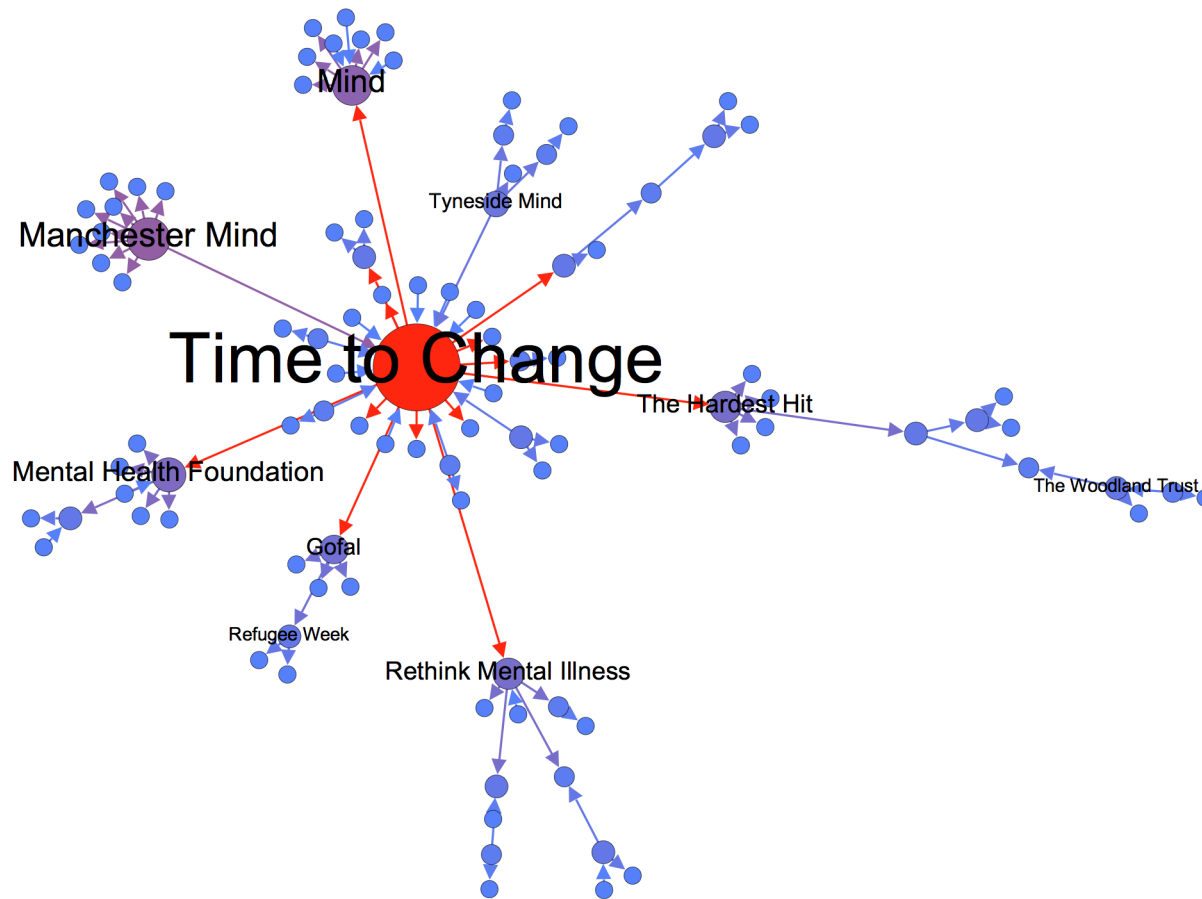 Mind
Tyneside Mind
Manchester Mind
Time to Change
The Hardest Hit
Mental Health Foundation
The Woodland Trust
Gofal
Refugee Week
Rethink Mental Illness